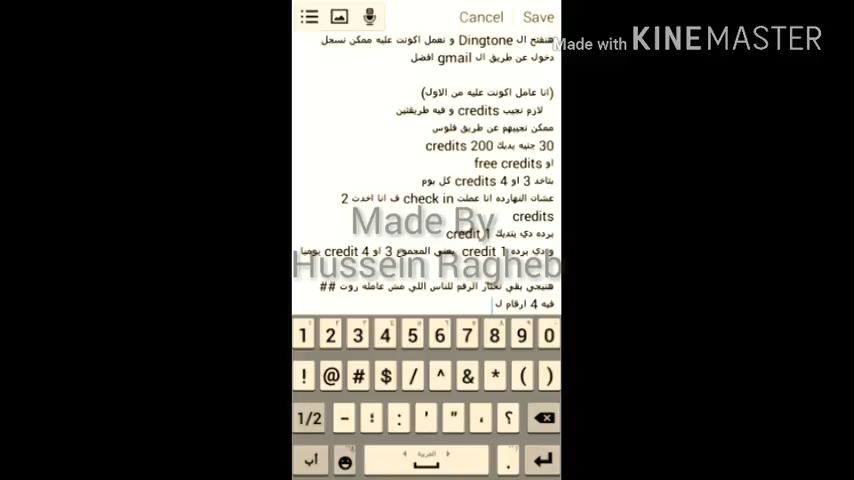 Cancel Save
Made with KINEMASTER
هنفتح ال Dingtone و نعمل اكونت عليه ممكن نسجل
دخول عن طريق ال gmail افضل
(انا عامل اكونت عليه من الاول)
لازم نجيب credits و فيه طريقتين
ممكن نجيبهم عن طريق فلوس
30 جنيه يديك 200 credits
او free credits
بتاخد 3 او 4 credits كل يوم
عشان النهارده انا عملت check in ف انا اخدت 2
credits
Made By
برده دي بتديك 1 credit
و دي برده 1 credit يعني المجموع 3 او 4 credit يوميا
Hussein Ragheb
هنيجي بقي نختار الرقم للناس اللي مش عامله روت ##
فيه 4 ارقام ل
1 2 3 4 5 6 7 8 9 0
! @ # $ / ^ & * ( )
1/2 - ؛ : ' " ، ؟
أب العربية .